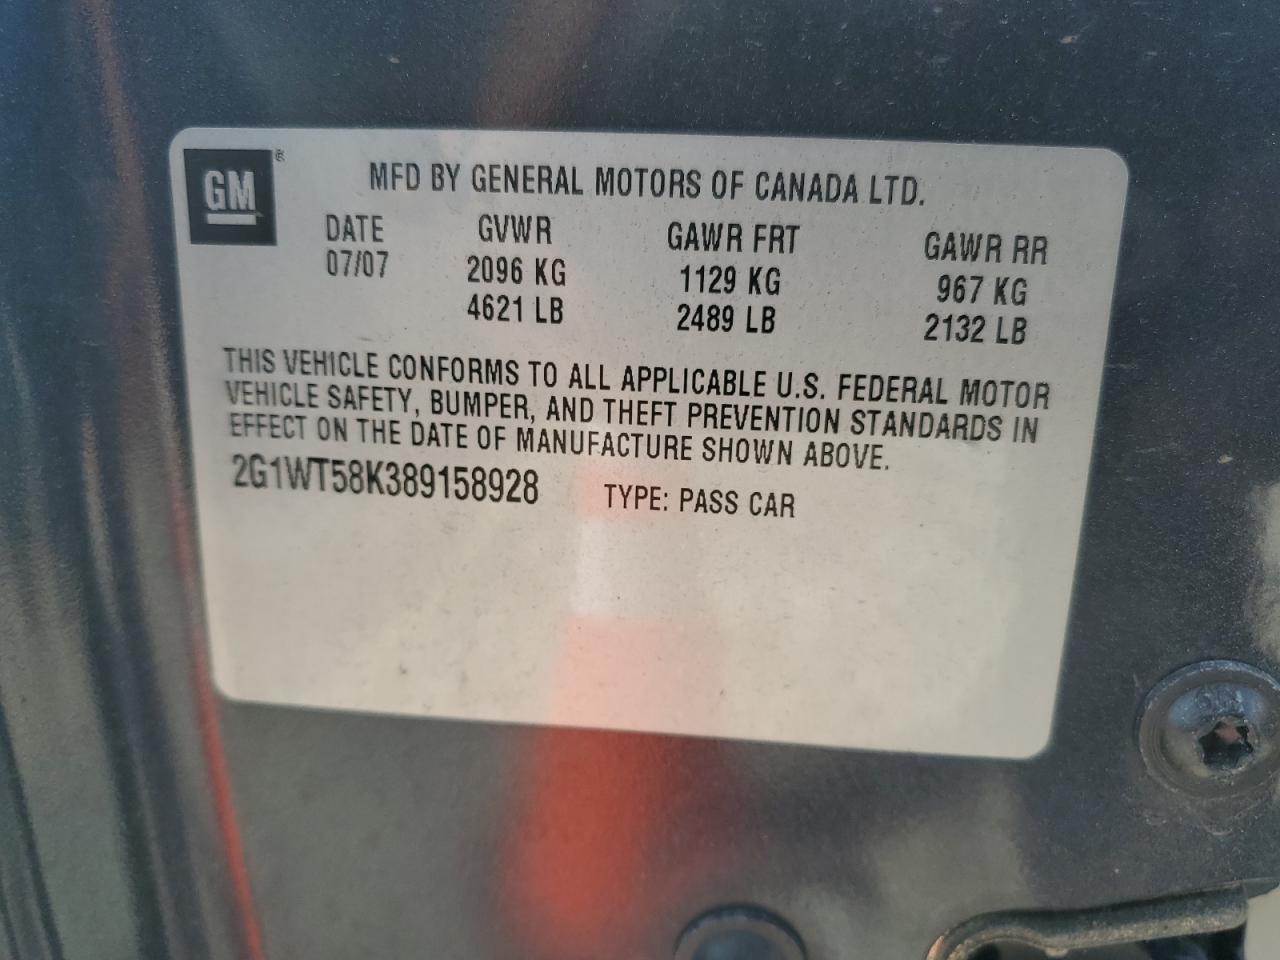 GM®
MFD BY GENERAL MOTORS OF CANADA LTD.
DATE GVWR GAWR FRT GAWR RR
07/07 2096 KG 1129 KG 967 KG
4621 LB 2489 LB 2132 LB
THIS VEHICLE CONFORMS TO ALL APPLICABLE U.S. FEDERAL MOTOR
VEHICLE SAFETY, BUMPER, AND THEFT PREVENTION STANDARDS IN
EFFECT ON THE DATE OF MANUFACTURE SHOWN ABOVE.
2G1WT58K389158928 TYPE: PASS CAR